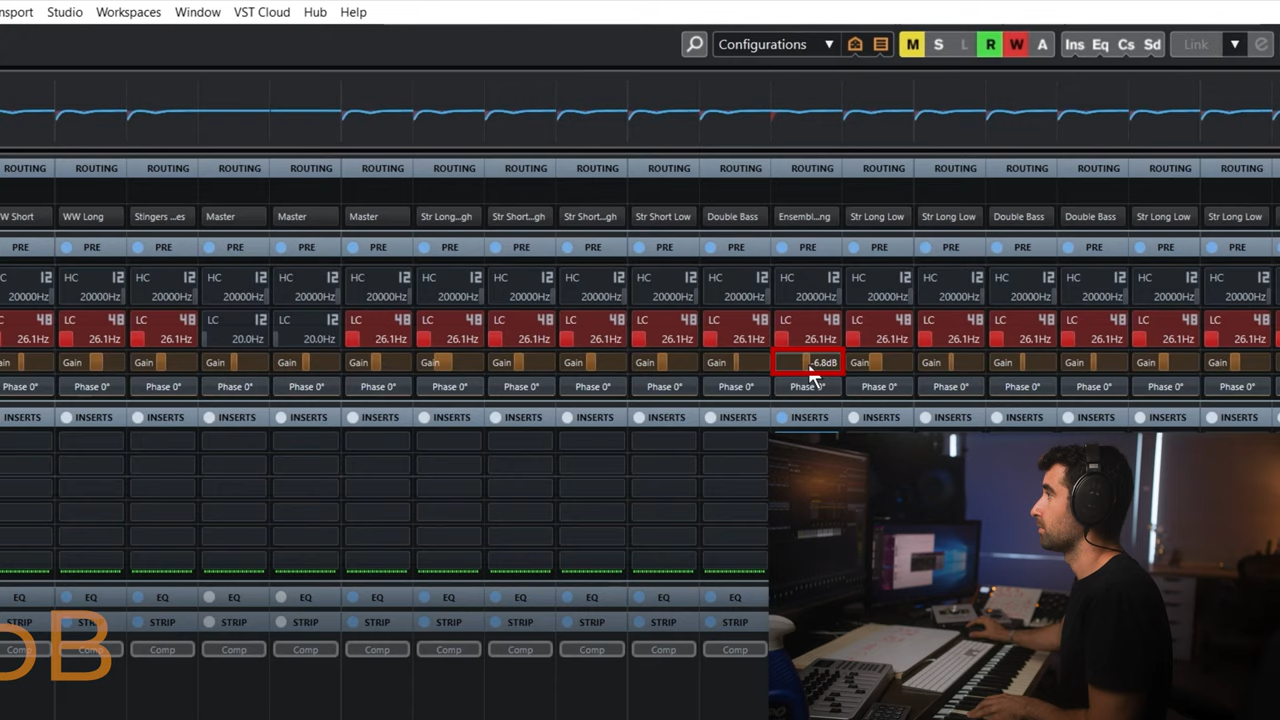 nsport Studio Workspaces Window VST Cloud Hub Help
Configurations M S L R W A Ins Eq Cs Sd Link e
ROUTING ROUTING ROUTING ROUTING ROUTING ROUTING ROUTING ROUTING ROUTING ROUTING ROUTING ROUTING ROUTING ROUTING ROUTING ROUTING ROUTING ROUTING
W Short WW Long Stingers ...es Master Master Master Str Long...gh Str Short...gh Str Short...gh Str Short Low Double Bass Ensembl...ng Str Long Low Str Long Low Double Bass Double Bass Str Long Low Str Long Low
PRE PRE PRE PRE PRE PRE PRE PRE PRE PRE PRE PRE PRE PRE PRE PRE PRE PRE
C 12 HC 12 HC 12 HC 12 HC 12 HC 12 HC 12 HC 12 HC 12 HC 12 HC 12 HC 12 HC 12 HC 12 HC 12 HC 12 HC 12 HC 12
20000Hz 20000Hz 20000Hz 20000Hz 20000Hz 20000Hz 20000Hz 20000Hz 20000Hz 20000Hz 20000Hz 20000Hz 20000Hz 20000Hz 20000Hz 20000Hz 20000Hz 20000Hz
C 48 LC 48 LC 48 LC 12 LC 12 LC 48 LC 48 LC 48 LC 48 LC 48 LC 48 LC 48 LC 48 LC 48 LC 48 LC 48 LC 48 LC 48
26.1Hz 26.1Hz 26.1Hz 20.0Hz 20.0Hz 26.1Hz 26.1Hz 26.1Hz 26.1Hz 26.1Hz 26.1Hz 26.1Hz 26.1Hz 26.1Hz 26.1Hz 26.1Hz 26.1Hz 26.1Hz
ain Gain Gain Gain Gain Gain Gain Gain Gain Gain Gain -6.8dB Gain Gain Gain Gain Gain Gain
Phase 0° Phase 0° Phase 0° Phase 0° Phase 0° Phase 0° Phase 0° Phase 0° Phase 0° Phase 0° Phase 0° Phase 0° Phase 0° Phase 0° Phase 0° Phase 0° Phase 0° Phase 0°
INSERTS INSERTS INSERTS INSERTS INSERTS INSERTS INSERTS INSERTS INSERTS INSERTS INSERTS INSERTS INSERTS INSERTS INSERTS INSERTS INSERTS INSERTS
EQ EQ EQ EQ EQ EQ EQ EQ EQ EQ EQ
STRIP STRIP STRIP STRIP STRIP STRIP STRIP STRIP STRIP STRIP STRIP
Comp Comp Comp Comp Comp Comp Comp Comp Comp Comp Comp
B